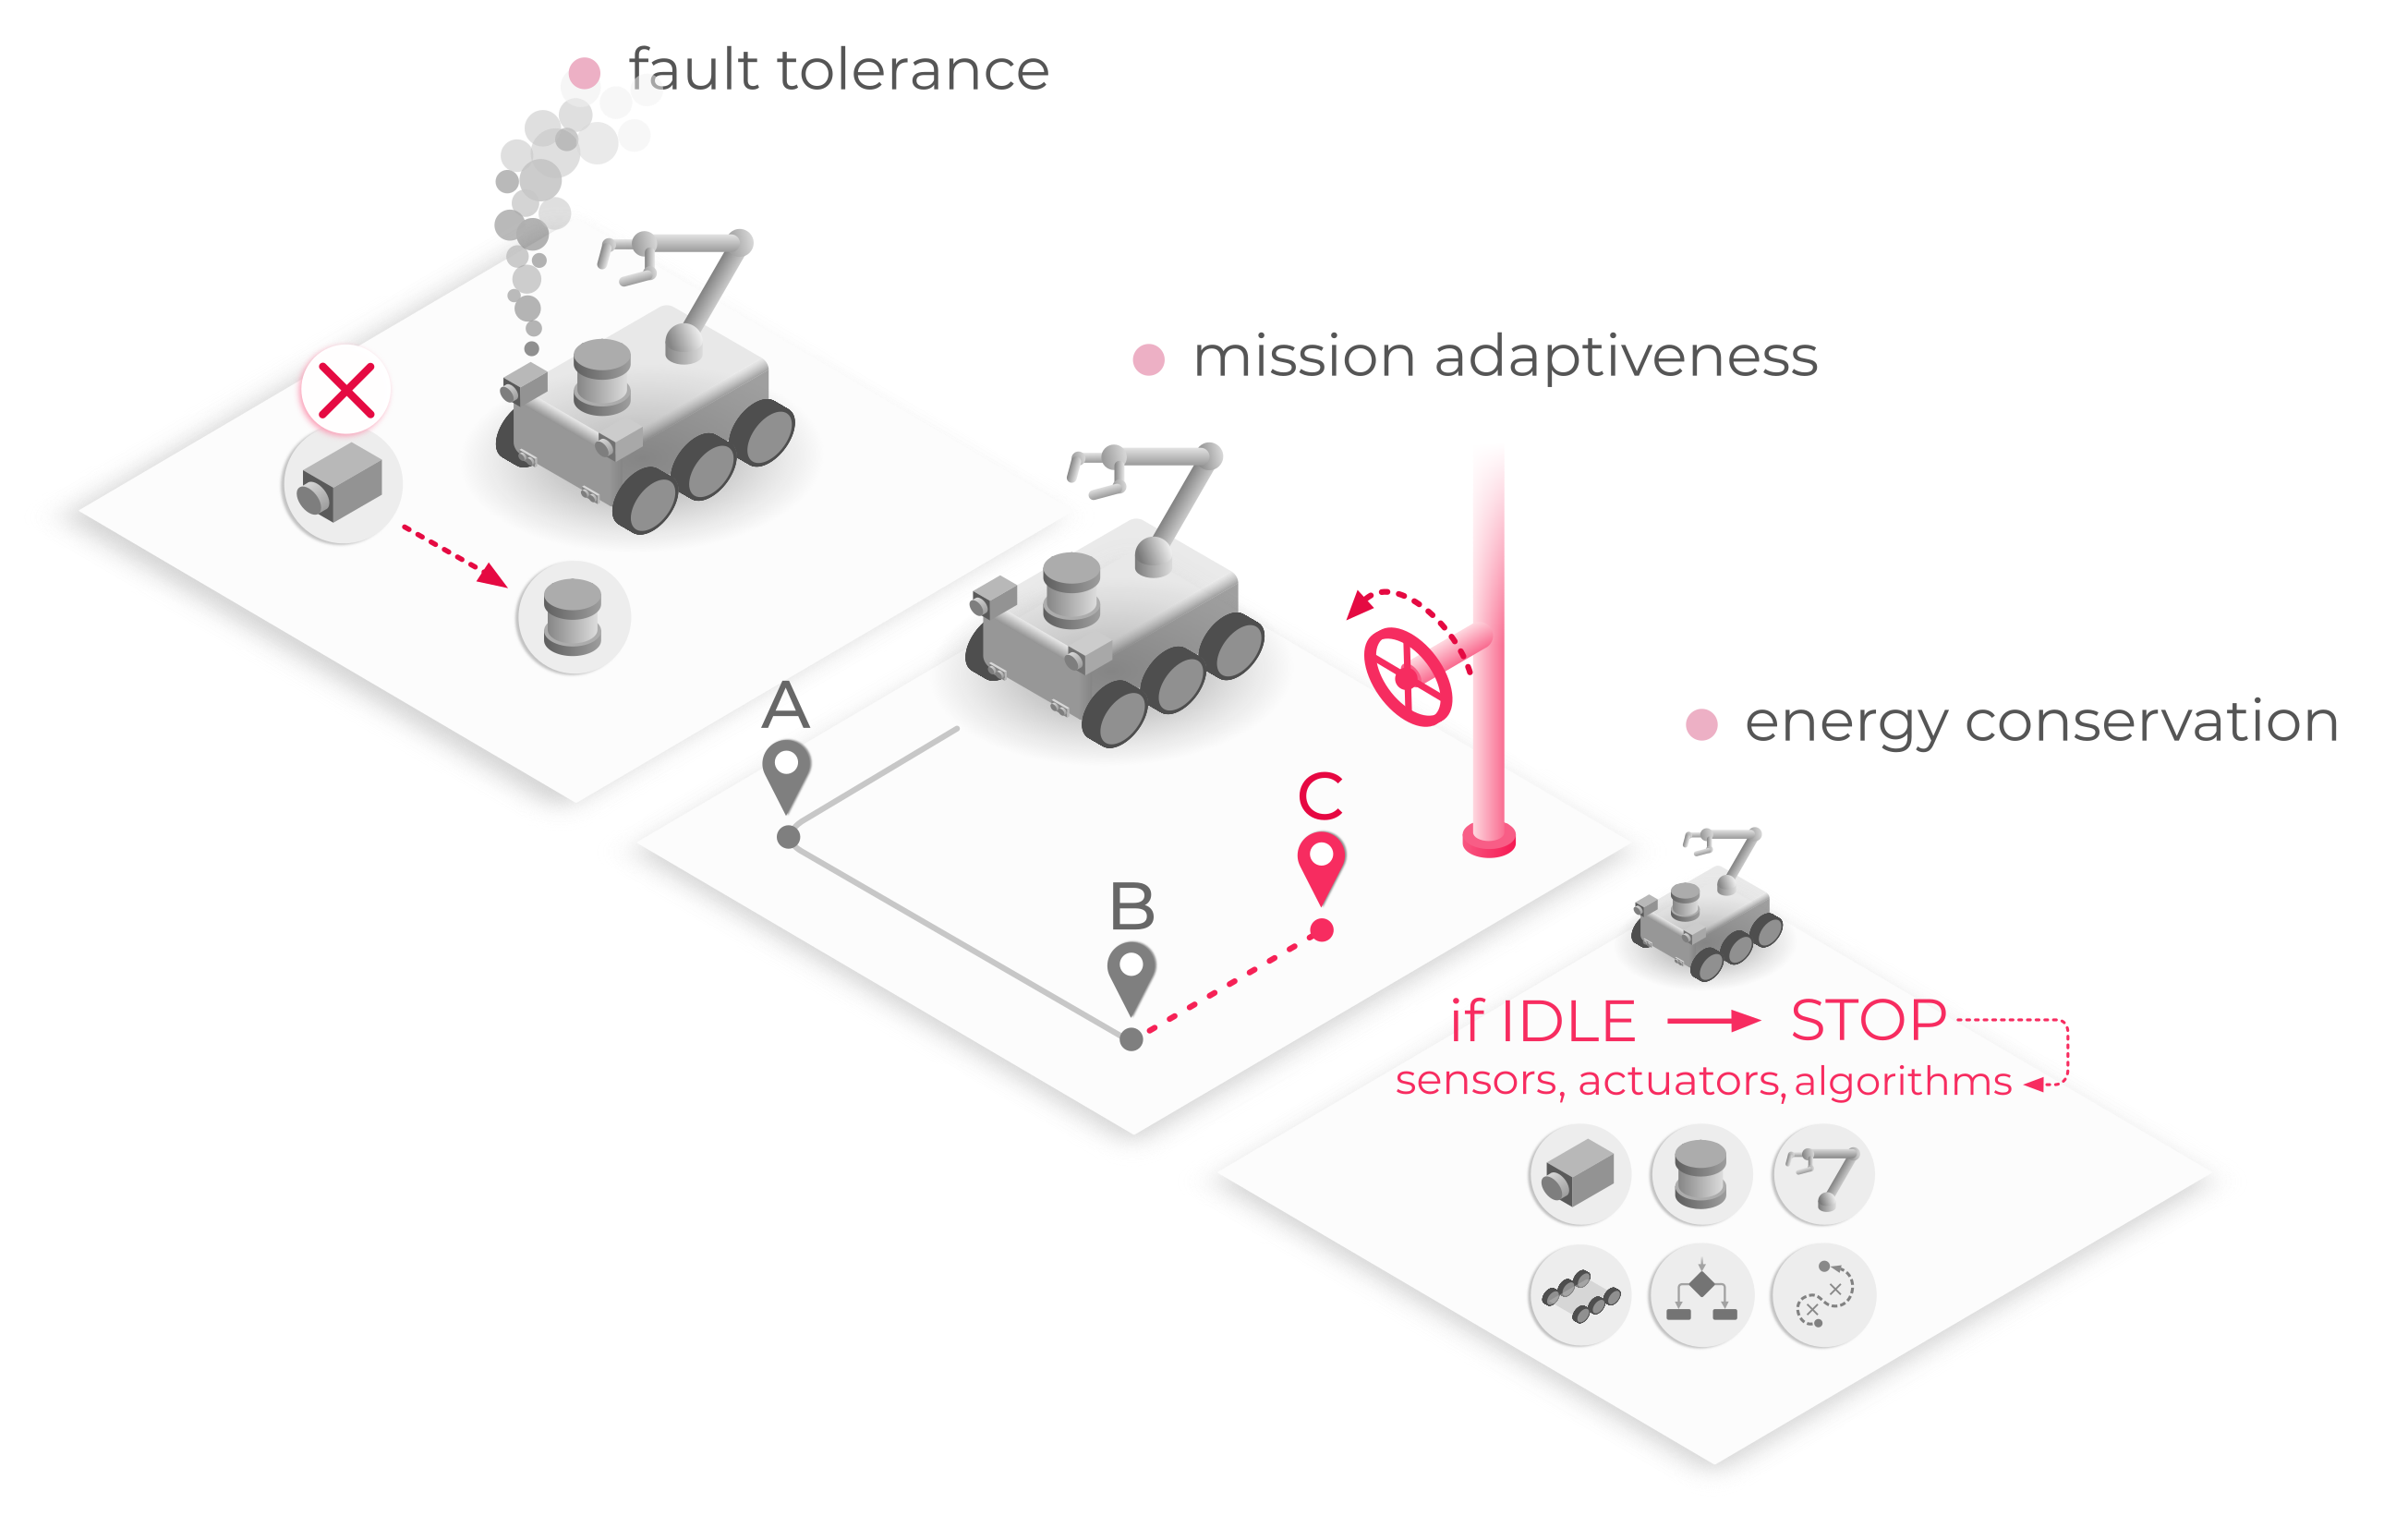 fault tolerance
mission adaptiveness
energy conservation
A
B
C
if IDLE STOP
sensors, actuators, algorithms